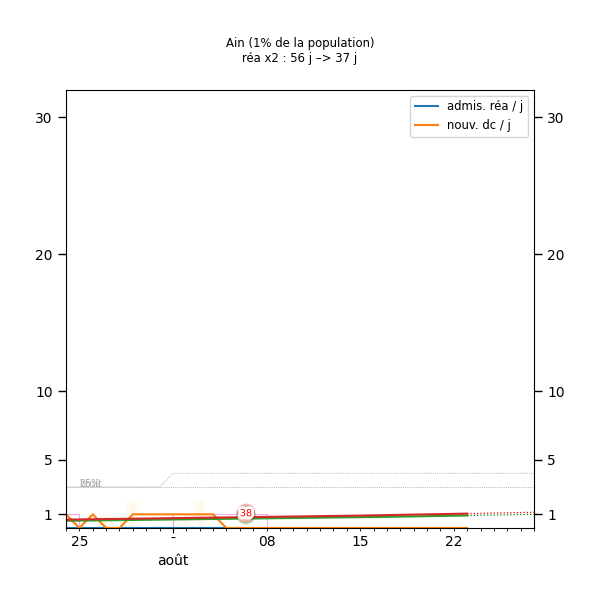 Ain (1% de la population)
réa x2 : 56 j –> 37 j
admis. réa / j
nouv. dc / j
30 30
20 20
10 10
5 5
38
1 1
25 - 08 15 22
août